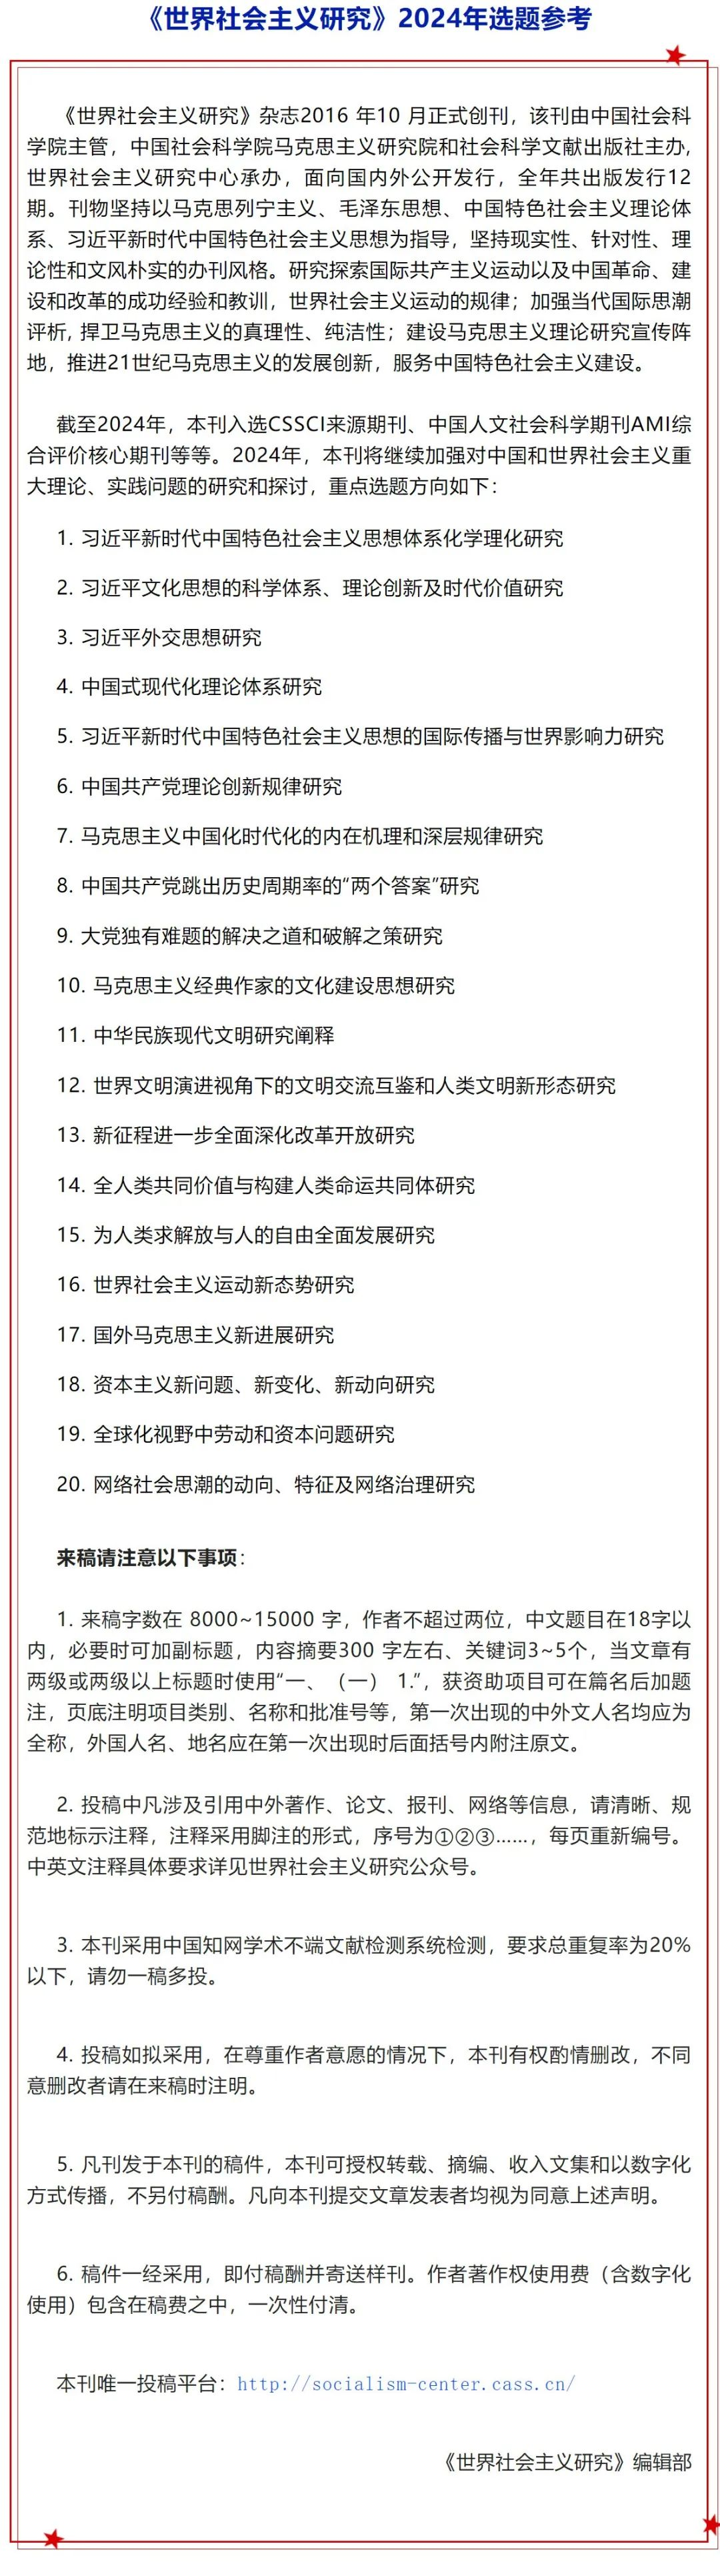 《世界社会主义研究》2024年选题参考
《世界社会主义研究》杂志2016 年10 月正式创刊，该刊由中国社会科
学院主管，中国社会科学院马克思主义研究院和社会科学文献出版社主办,
世界社会主义研究中心承办，面向国内外公开发行，全年共出版发行12
期。刊物坚持以马克思列宁主义、毛泽东思想、中国特色社会主义理论体
系、习近平新时代中国特色社会主义思想为指导，坚持现实性、针对性、理
论性和文风朴实的办刊风格。研究探索国际共产主义运动以及中国革命、建
设和改革的成功经验和教训，世界社会主义运动的规律；加强当代国际思潮
评析, 捍卫马克思主义的真理性、纯洁性；建设马克思主义理论研究宣传阵
地，推进21世纪马克思主义的发展创新，服务中国特色社会主义建设。
截至2024年，本刊入选CSSCI来源期刊、中国人文社会科学期刊AMI综
合评价核心期刊等等。2024年，本刊将继续加强对中国和世界社会主义重
大理论、实践问题的研究和探讨，重点选题方向如下：
1. 习近平新时代中国特色社会主义思想体系化学理化研究
2. 习近平文化思想的科学体系、理论创新及时代价值研究
3. 习近平外交思想研究
4. 中国式现代化理论体系研究
5. 习近平新时代中国特色社会主义思想的国际传播与世界影响力研究
6. 中国共产党理论创新规律研究
7. 马克思主义中国化时代化的内在机理和深层规律研究
8. 中国共产党跳出历史周期率的“两个答案”研究
9. 大党独有难题的解决之道和破解之策研究
10. 马克思主义经典作家的文化建设思想研究
11. 中华民族现代文明研究阐释
12. 世界文明演进视角下的文明交流互鉴和人类文明新形态研究
13. 新征程进一步全面深化改革开放研究
14. 全人类共同价值与构建人类命运共同体研究
15. 为人类求解放与人的自由全面发展研究
16. 世界社会主义运动新态势研究
17. 国外马克思主义新进展研究
18. 资本主义新问题、新变化、新动向研究
19. 全球化视野中劳动和资本问题研究
20. 网络社会思潮的动向、特征及网络治理研究
来稿请注意以下事项：
1. 来稿字数在 8000~15000 字，作者不超过两位，中文题目在18字以
内，必要时可加副标题，内容摘要300 字左右、关键词3~5个，当文章有
两级或两级以上标题时使用“一、（一） 1.”，获资助项目可在篇名后加题
注，页底注明项目类别、名称和批准号等，第一次出现的中外文人名均应为
全称，外国人名、地名应在第一次出现时后面括号内附注原文。
2. 投稿中凡涉及引用中外著作、论文、报刊、网络等信息，请清晰、规
范地标示注释，注释采用脚注的形式，序号为①②③……，每页重新编号。
中英文注释具体要求详见世界社会主义研究公众号。
3. 本刊采用中国知网学术不端文献检测系统检测，要求总重复率为20%
以下，请勿一稿多投。
4. 投稿如拟采用，在尊重作者意愿的情况下，本刊有权酌情删改，不同
意删改者请在来稿时注明。
5. 凡刊发于本刊的稿件，本刊可授权转载、摘编、收入文集和以数字化
方式传播，不另付稿酬。凡向本刊提交文章发表者均视为同意上述声明。
6. 稿件一经采用，即付稿酬并寄送样刊。作者著作权使用费（含数字化
使用）包含在稿费之中，一次性付清。
本刊唯一投稿平台：http://socialism-center.cass.cn/
《世界社会主义研究》编辑部